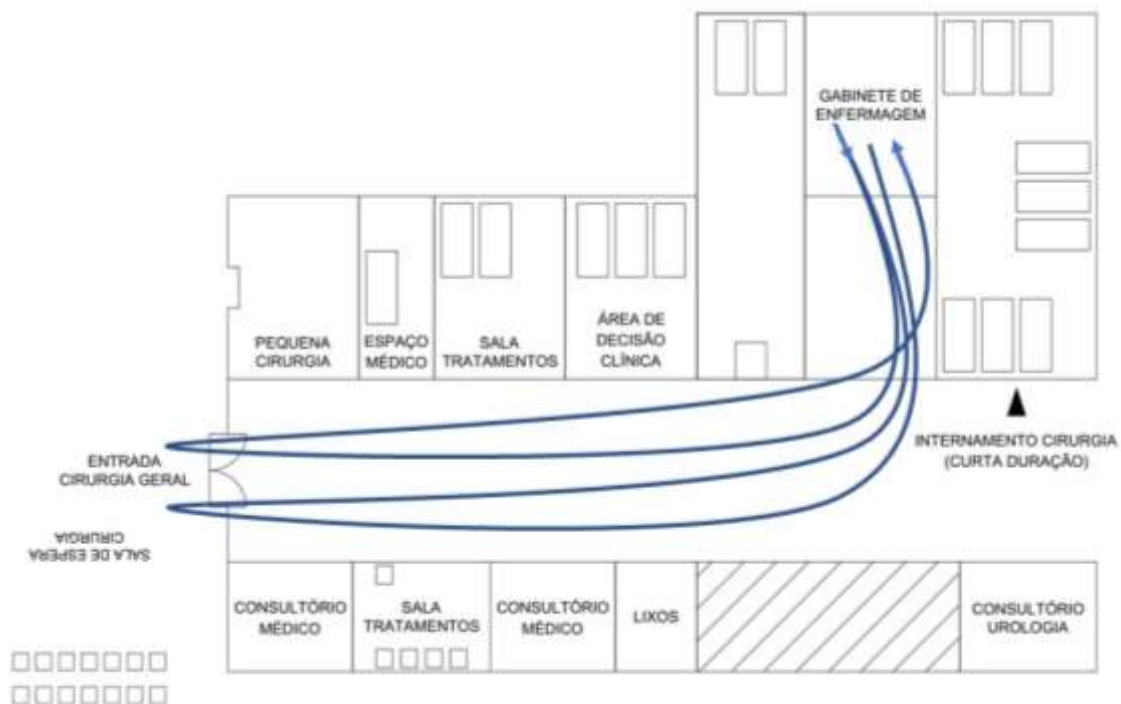 GABINETE DE
ENFERMAGEM
PEQUENA
CIRURGIA
ESPAÇO
MÉDICO
SALA
TRATAMENTOS
ÁREA DE
DECISÃO
CLÍNICA
INTERNAMENTO CIRURGIA
(CURTA DURAÇÃO)
ENTRADA
CIRURGIA GERAL
SALA DE ESPERA
CIRURGIA
CONSULTÓRIO
MÉDICO
SALA
TRATAMENTOS
CONSULTÓRIO
MÉDICO
LIXOS
CONSULTÓRIO
UROLOGIA